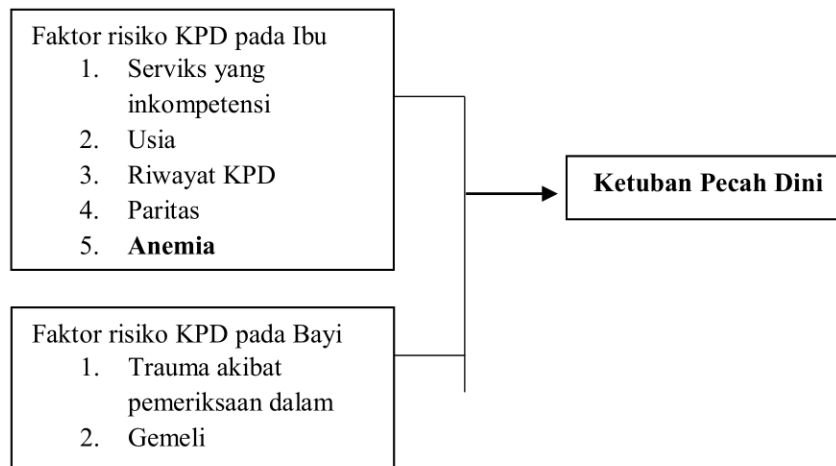 Faktor risiko KPD pada Ibu
1. Serviks yang
inkompetensi
2. Usia
3. Riwayat KPD
4. Paritas
5. Anemia
Ketuban Pecah Dini
Faktor risiko KPD pada Bayi
1. Trauma akibat
pemeriksaan dalam
2. Gemeli